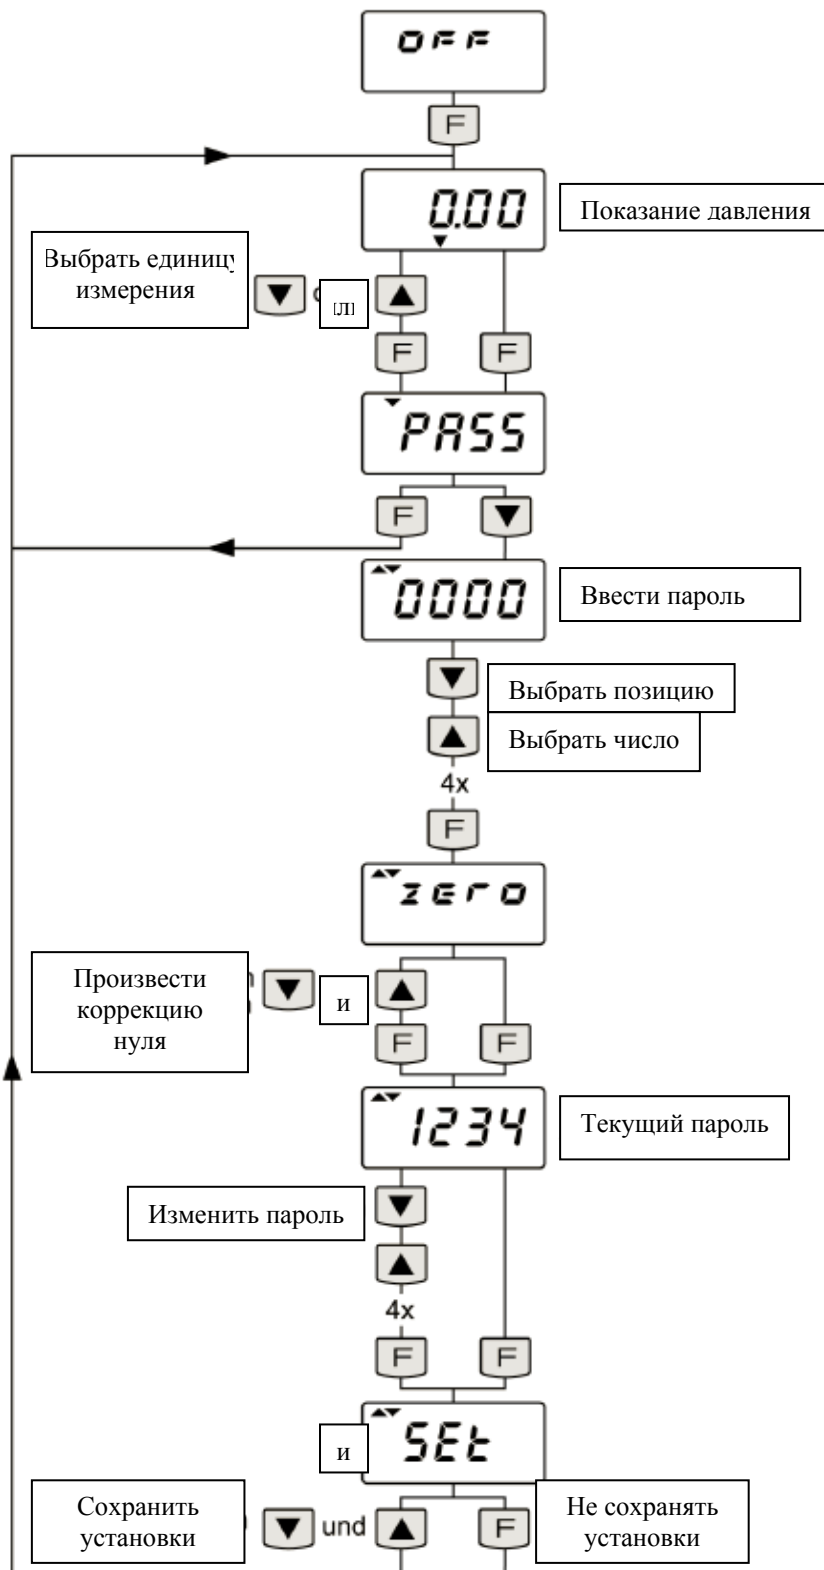 OFF
F
0.00
Показание давления
Выбрать единицу
измерения
F F
PASS
F
0000
Ввести пароль
Выбрать позицию
Выбрать число
4x
F
zero
Произвести
коррекцию
нуля
и
F F
1234
Текущий пароль
Изменить пароль
4x
F F
SEt
и
Сохранить
установки
und
F
Не сохранять
установки